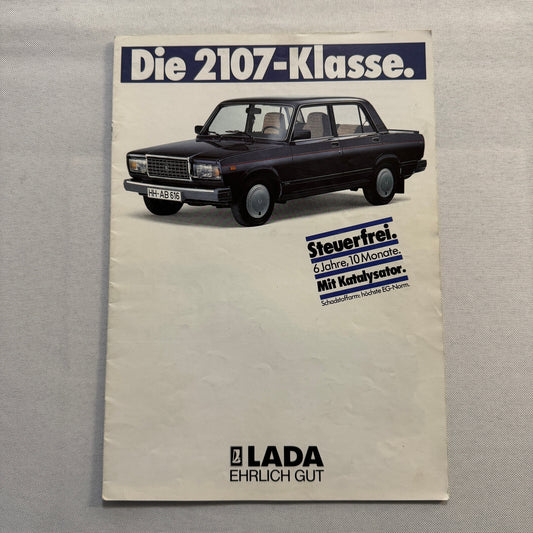 Die 2107-Klasse.
HH-AB 616
Steuerfrei.
6 Jahre, 10 Monate.
Mit Katalysator.
Schadstoffarm: höchste EG-Norm.
LADA
EHRLICH GUT